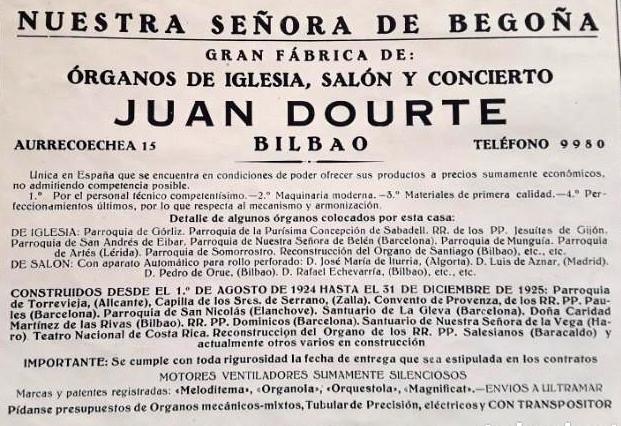 NUESTRA SEÑORA DE BEGOÑA
GRAN FÁBRICA DE:
ÓRGANOS DE IGLESIA, SALÓN Y CONCIERTO
JUAN DOURTE
AURRECOECHEA 15 BILBAO TELÉFONO 9980
Unica en España que se encuentra en condiciones de poder ofrecer sus productos a precios sumamente económicos,
no admitiendo competencia posible.
1.º Por el personal técnico competentísimo.—2.º Maquinaria moderna.—3.º Materiales de primera calidad.—4.º Per-
feccionamientos últimos, por lo que respecta al mecanismo y armonización.
Detalle de algunos órganos colocados por esta casa:
DE IGLESIA: Parroquia de Górliz. Parroquia de la Purísima Concepción de Sabadell. RR. de los PP. Jesuítas de Gijón.
Parroquia de San Andrés de Eibar. Parroquia de Nuestra Señora de Belén (Barcelona). Parroquia de Munguía. Parroquia
de Artés (Lérida). Parroquia de Somorrostro. Reconstrucción del Organo de Santiago (Bilbao), etc., etc.
DE SALON: Con aparato Automático para rollo perforado: D. José María de Iturria, (Algorta). D. Luis de Aznar, (Madrid).
D. Pedro de Orue, (Bilbao). D. Rafael Echevarría, (Bilbao), etc., etc.
CONSTRUIDOS DESDE EL 1.º DE AGOSTO DE 1924 HASTA EL 31 DE DICIEMBRE DE 1925: Parroquia
de Torrevieja, (Allcante), Capilla de los Sres. de Serrano, (Zalla). Convento de Provenza, de los RR. PP. Pau-
les (Barcelona). Parroquia de San Nicolás (Elanchove). Santuario de La Gleva (Barcelona). Doña Caridad
Martínez de las Rivas (Bilbao). RR. PP. Dominicos (Barcelona). Santuario de Nuestra Señora de la Vega (Ha-
ro) Teatro Nacional de Costa Rica. Reconstruccion del Organo de los RR. PP. Salesianos (Baracaldo) y
actualmente otros varios en construcción
IMPORTANTE: Se cumple con toda rigurosidad la fecha de entrega que sea estipulada en los contratos
MOTORES VENTILADORES SUMAMENTE SILENCIOSOS
Marcas y patentes registradas: «Meloditema», «Organola», «Orquestola», «Magnificat».—ENVIOS A ULTRAMAR
Pídanse presupuestos de Organos mecánicos-mixtos, Tubular de Precisión, eléctricos y CON TRANSPOSITOR